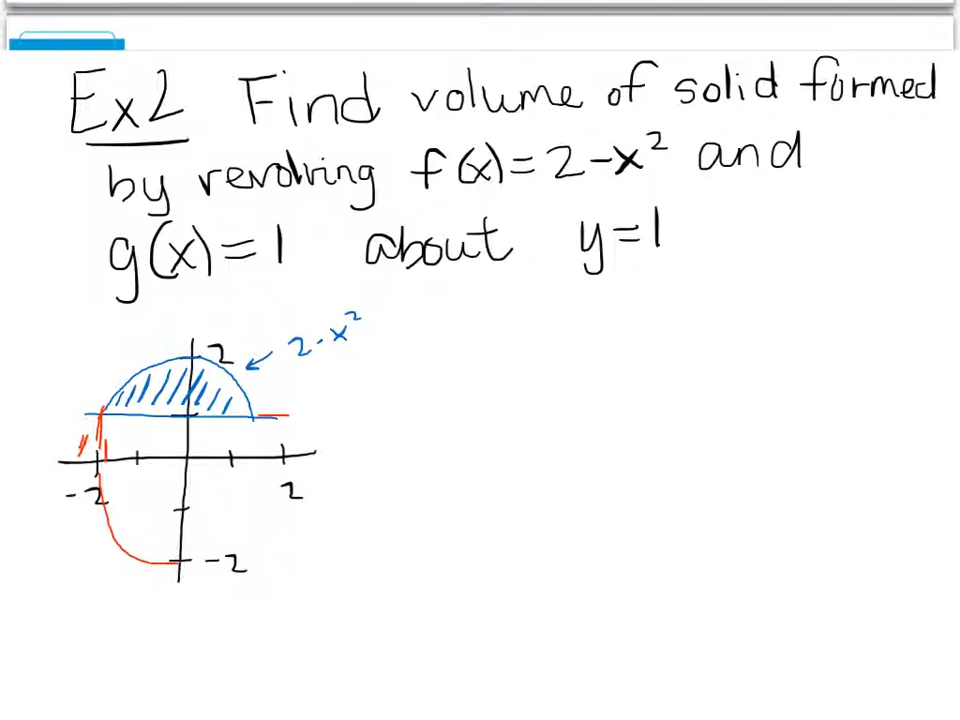 Ex2 Find volume of solid formed
by revolving f(x)=2-x² and
g(x)=1 about y=1
2 2-x²
-2 2
-2